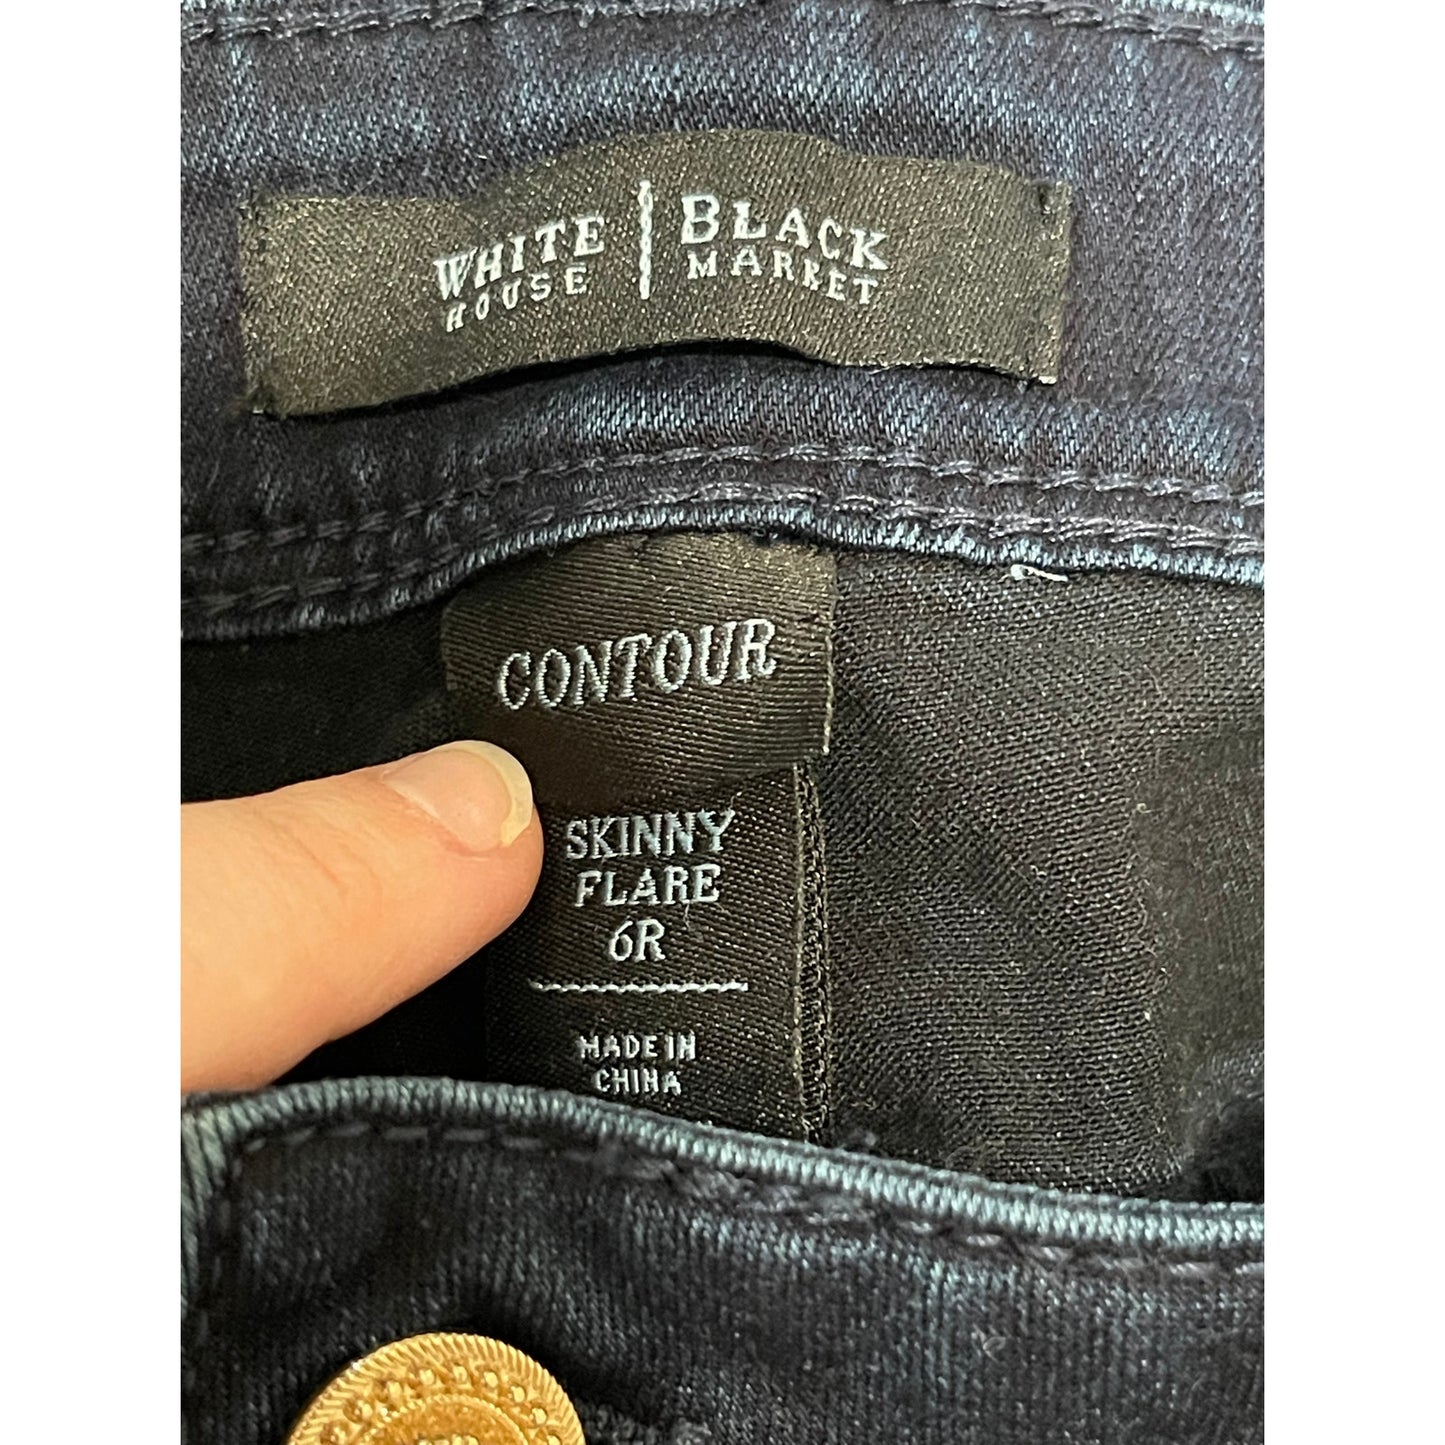 WHITE HOUSE | BLACK MARKET
CONTOUR
SKINNY
FLARE
6R
MADE IN
CHINA